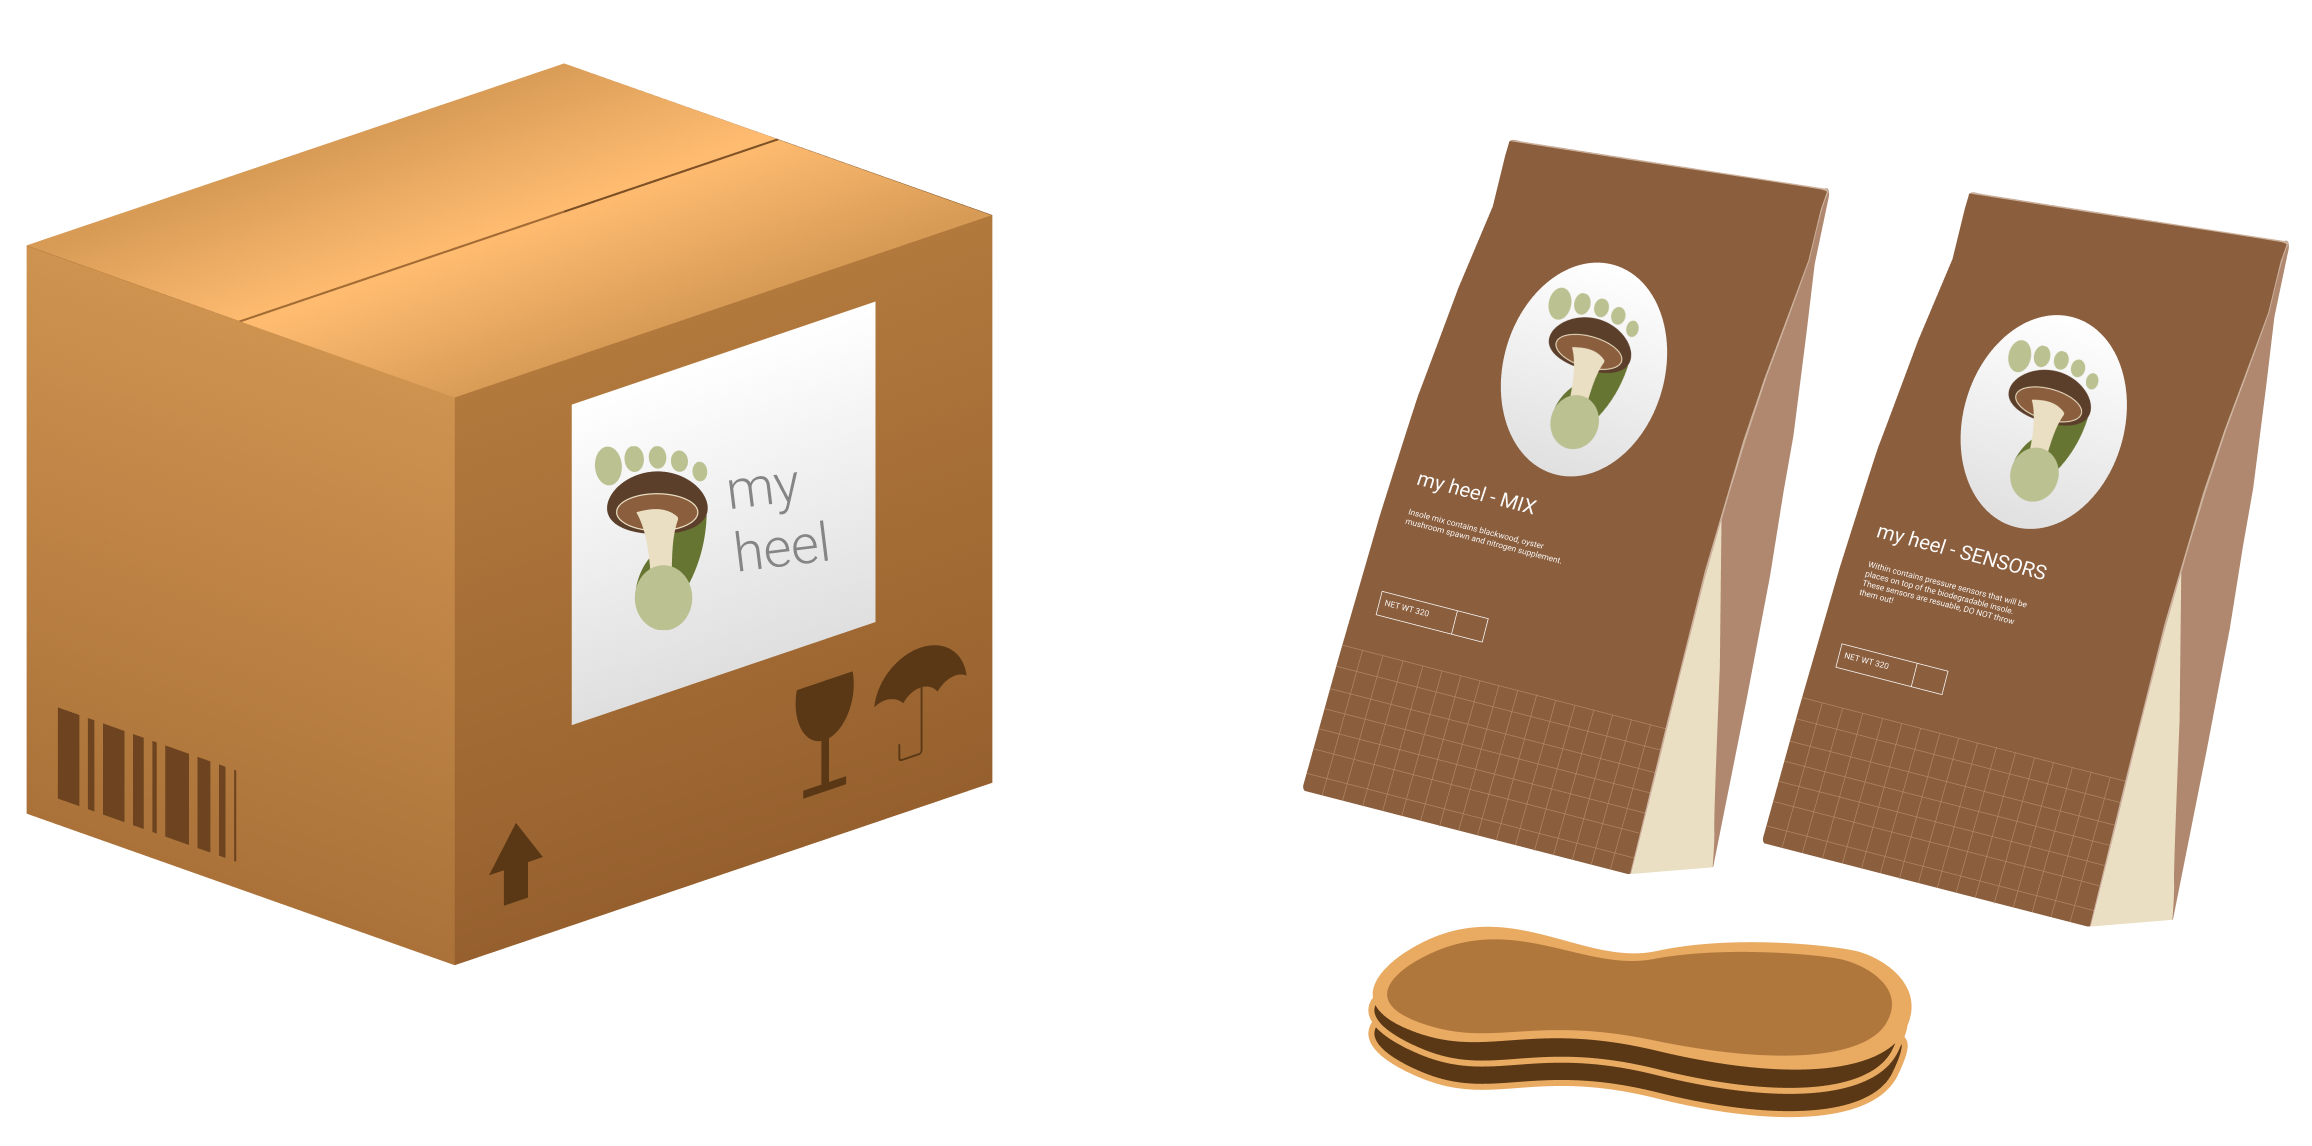 my
heel
my heel - MIX
Insole mix contains blackwood, oyster
mushroom spawn and nitrogen supplement.
NET WT 320
my heel - SENSORS
Within contains pressure sensors that will be
places on top of the biodegradable insole.
These sensors are resuable, DO NOT throw
them out!
NET WT 320